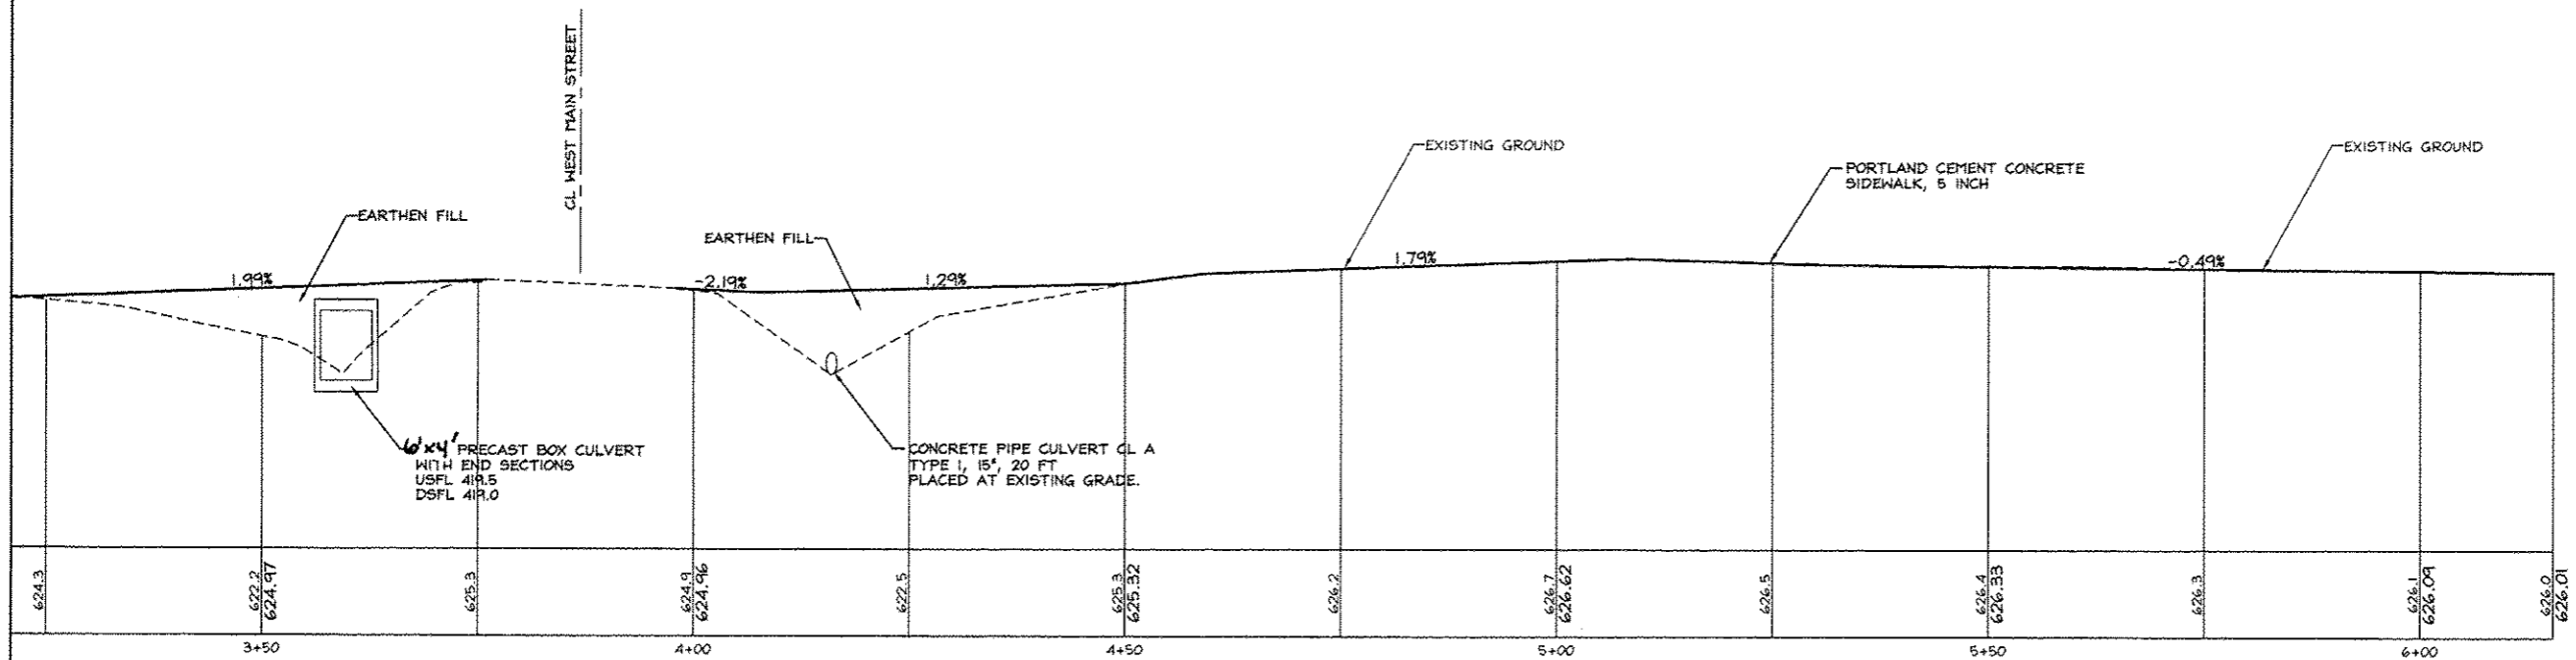 CL WEST MAIN STREET
EXISTING GROUND
EXISTING GROUND
PORTLAND CEMENT CONCRETE
SIDEWALK, 5 INCH
EARTHEN FILL
EARTHEN FILL
1.99%
-2.19%
1.29%
1.79%
-0.49%
6'x4' PRECAST BOX CULVERT
WITH END SECTIONS
USFL 419.5
DSFL 419.0
CONCRETE PIPE CULVERT CL A
TYPE 1, 15", 20 FT
PLACED AT EXISTING GRADE.
624.3
622.2
624.97
625.3
624.9
624.96
622.5
625.3
625.32
626.2
626.7
626.62
626.5
626.4
626.33
626.3
626.1
626.09
626.0
626.01
3+50
4+00
4+50
5+00
5+50
6+00